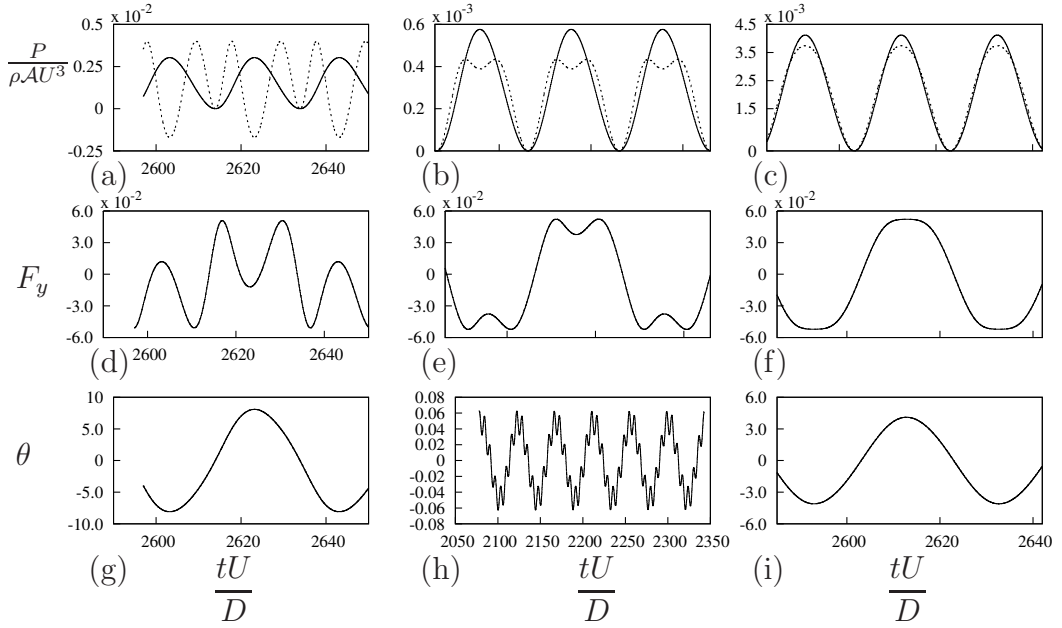 x 10⁻² x 10⁻³ x 10⁻³
P/ρAU³
0.5 0.25 0 -0.25
2600 2620 2640
0.6 0.4 0.2 0
4.5 3.5 1.5 0
(a) (b) (c)
x 10⁻² x 10⁻² x 10⁻²
F_y
6.0 3.0 0 -3.0 -6.0
2600 2620 2640
6.0 3.0 0 -3.0 -6.0
6.0 3.0 0 -3.0 -6.0
(d) (e) (f)
θ
10 5.0 0 -5.0 -10.0
2600 2620 2640
0.08 0.06 0.04 0.02 0 -0.02 -0.04 -0.06 -0.08
2050 2100 2150 2200 2250 2300 2350
6.0 3.0 0 -3.0 -6.0
2600 2620 2640
(g) (h) (i)
tU/D tU/D tU/D